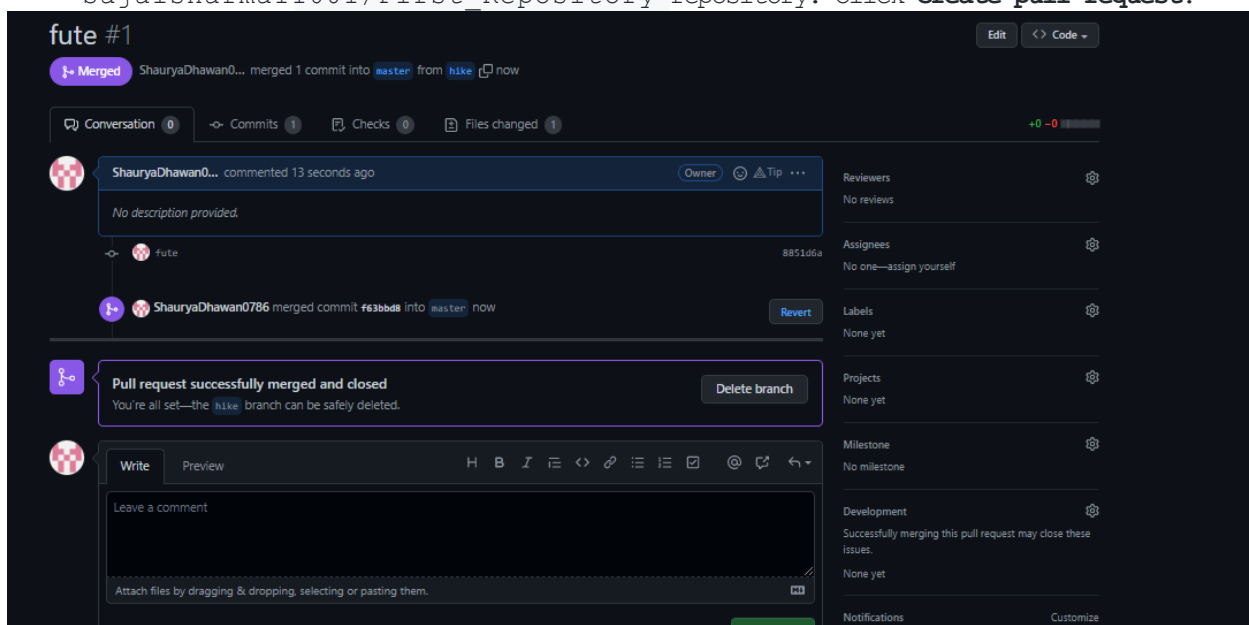 repository. Click Create pull request.
fute #1
Edit
<> Code
Merged ShauryaDhawan0... merged 1 commit into master from hike now
Conversation 0
Commits 1
Checks 0
Files changed 1
+0 −0
ShauryaDhawan0... commented 13 seconds ago
Owner
Tip ...
No description provided.
fute
8851d6a
ShauryaDhawan0786 merged commit f63bbd8 into master now
Revert
Pull request successfully merged and closed
You're all set—the hike branch can be safely deleted.
Delete branch
Write
Preview
H B I
Leave a comment
Attach files by dragging & dropping, selecting or pasting them.
Reviewers
No reviews
Assignees
No one—assign yourself
Labels
None yet
Projects
None yet
Milestone
No milestone
Development
Successfully merging this pull request may close these
issues.
None yet
Notifications
Customize